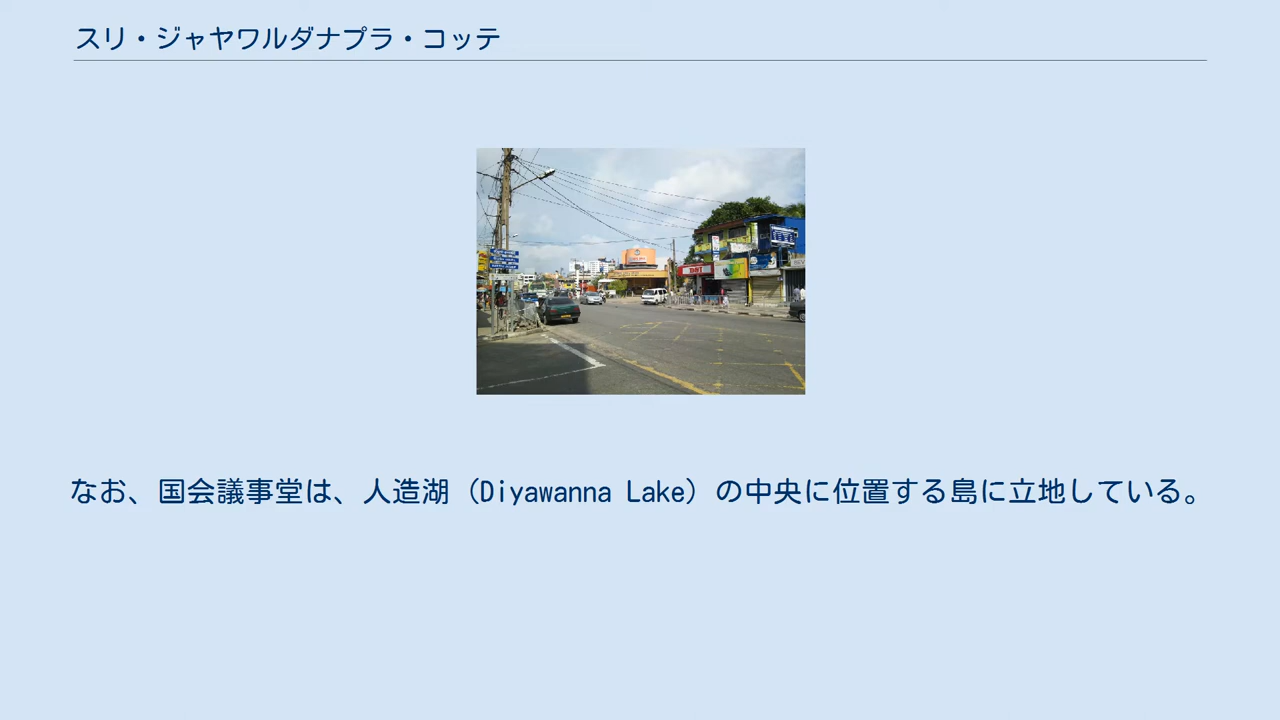 スリ・ジャヤワルダナプラ・コッテ
なお、国会議事堂は、人造湖（Diyawanna Lake）の中央に位置する島に立地している。